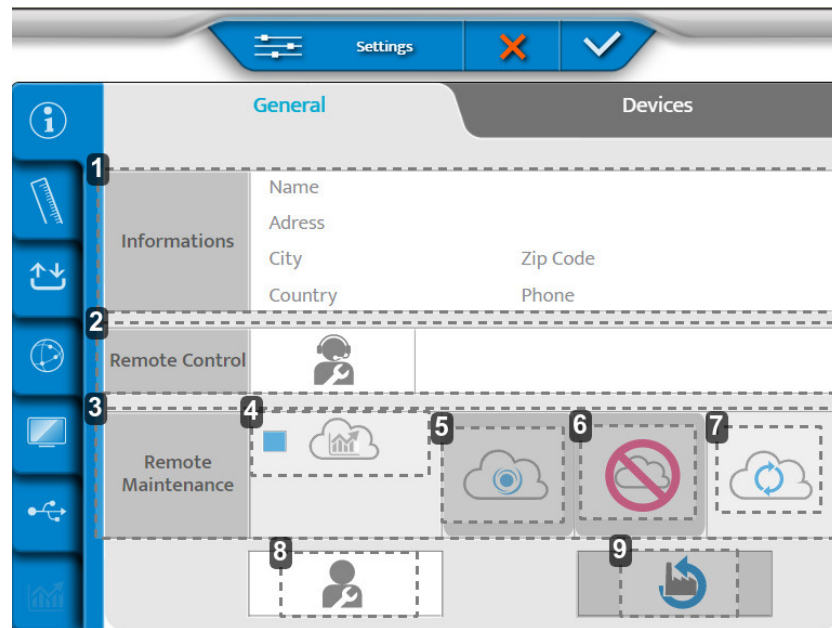 Settings
General
Devices
1
Informations
Name
Adress
City
Zip Code
Country
Phone
2
Remote Control
3
Remote
Maintenance
4
5
6
7
8
9